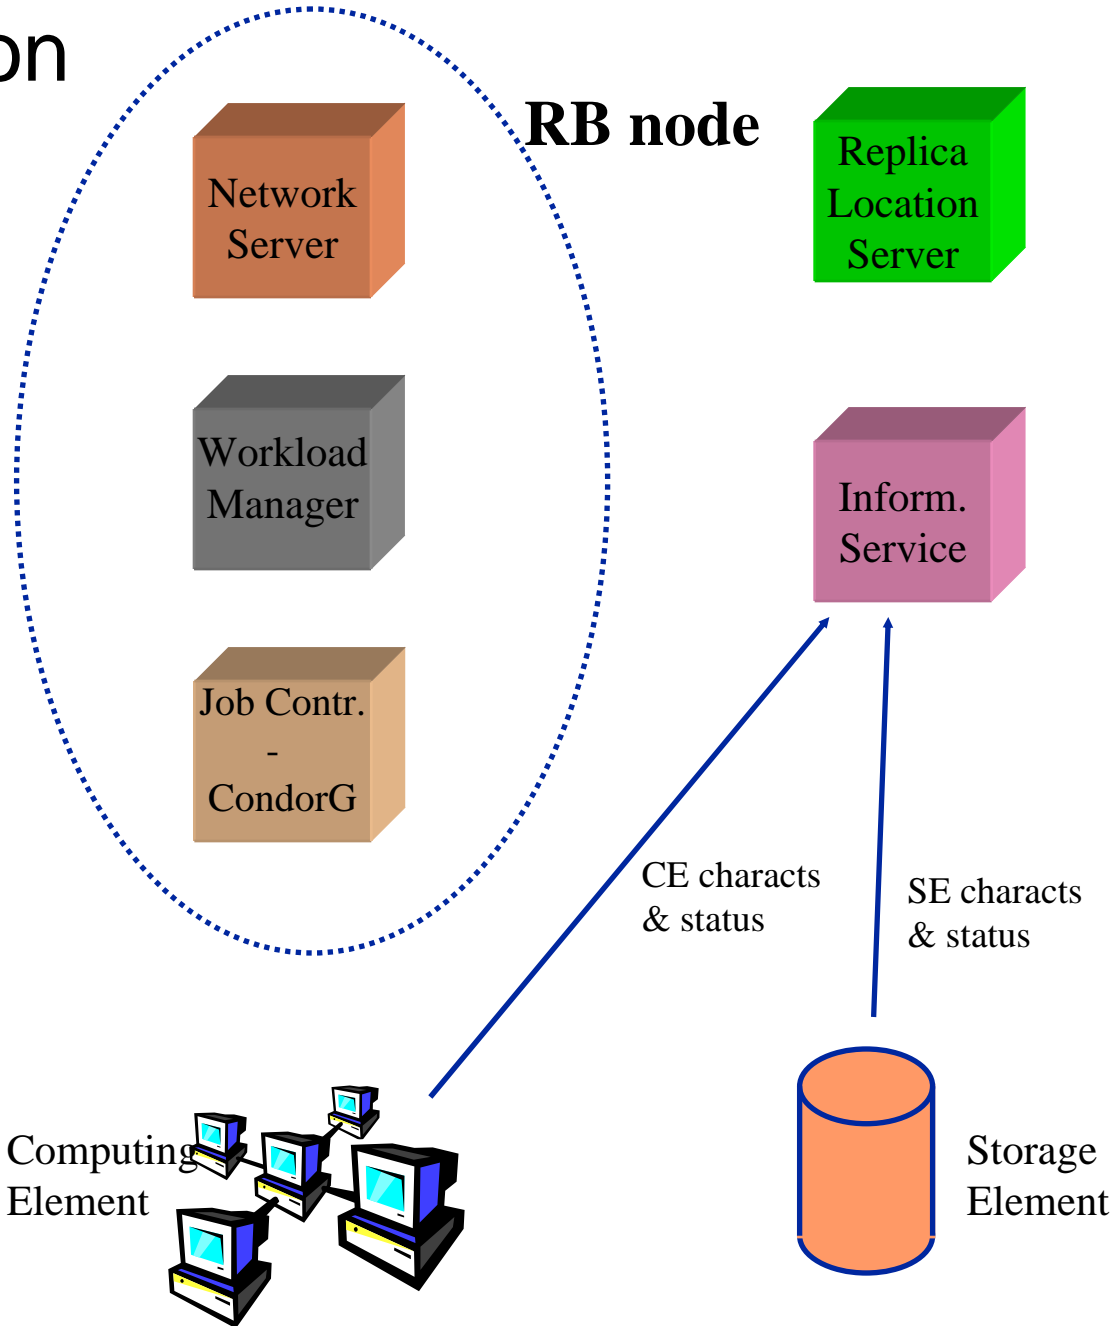 on
RB node
Network
Server
Replica
Location
Server
Workload
Manager
Inform.
Service
Job Contr.
-
CondorG
CE characts
& status
SE characts
& status
Computing
Element
Storage
Element